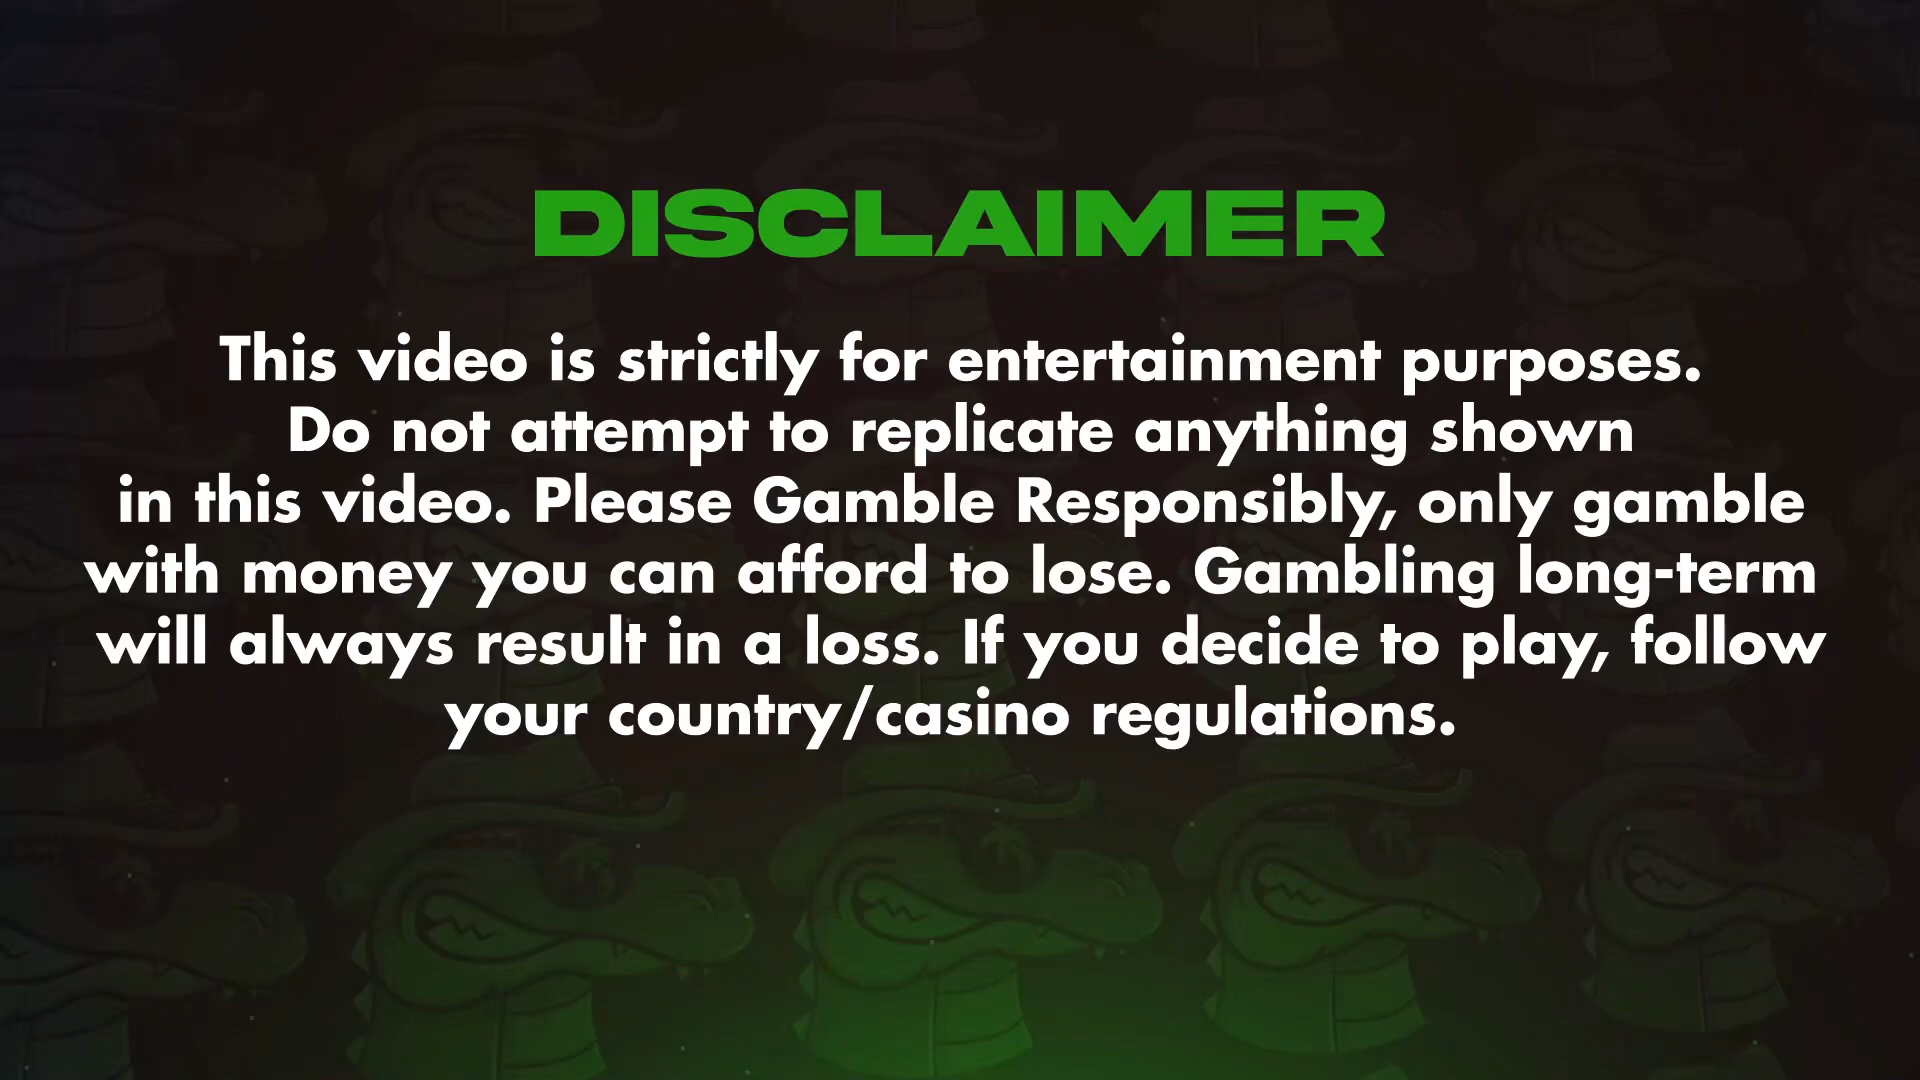 DISCLAIMER
This video is strictly for entertainment purposes.
Do not attempt to replicate anything shown
in this video. Please Gamble Responsibly, only gamble
with money you can afford to lose. Gambling long-term
will always result in a loss. If you decide to play, follow
your country/casino regulations.